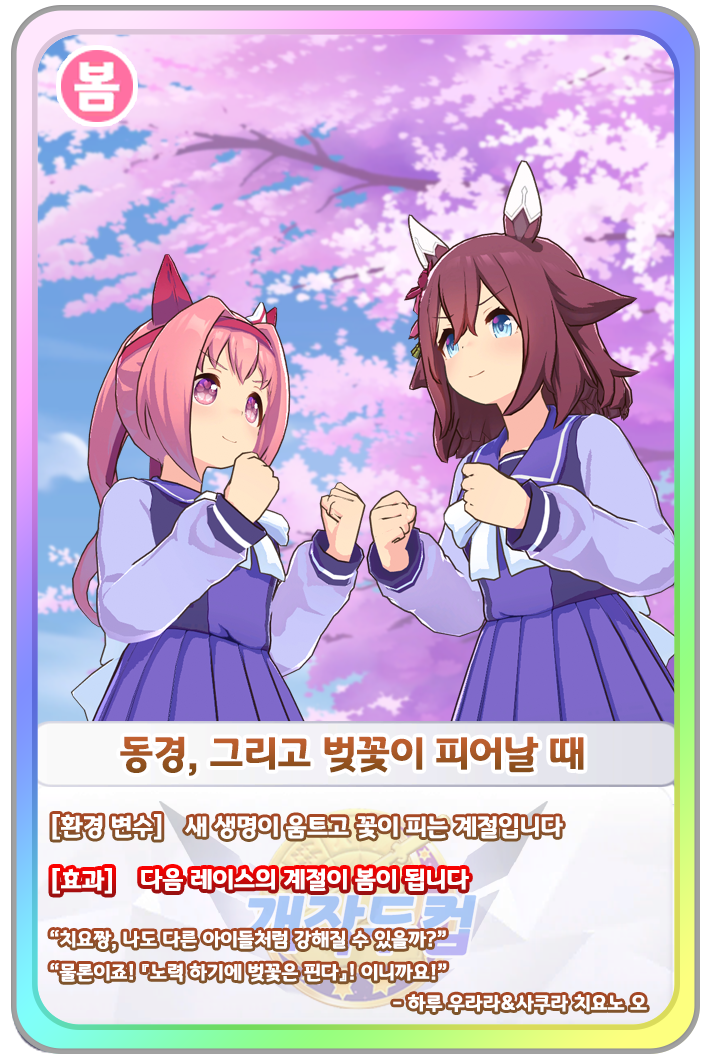 봄
동경, 그리고 벚꽃이 피어날 때
[환경 변수] 새 생명이 움트고 꽃이 피는 계절입니다
[효과] 다음 레이스의 계절이 봄이 됩니다
개작두컵
“치요짱, 나도 다른 아이들처럼 강해질 수 있을까?”
“물론이죠! 『노력 하기에 벚꽃은 핀다』! 이니까요!”
- 하루 우라라&사쿠라 치요노 오